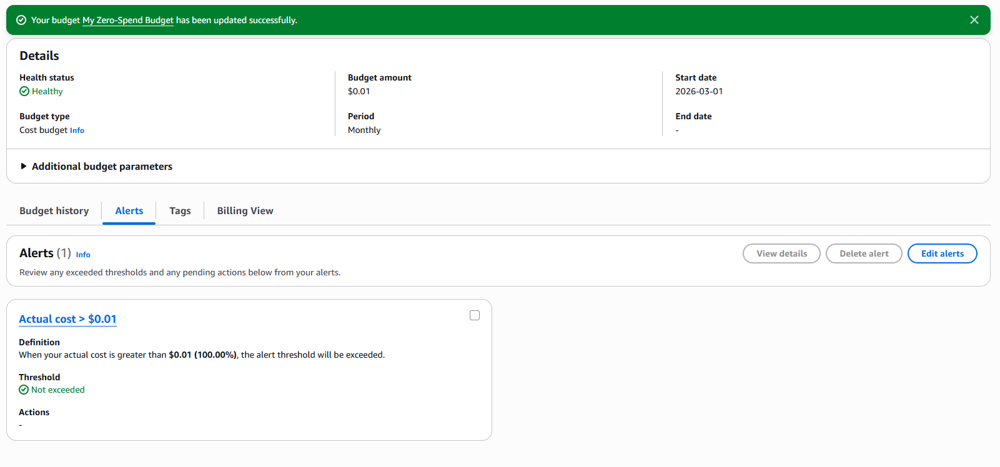 Your budget My Zero-Spend Budget has been updated successfully.
Details
Health status
Healthy
Budget type
Cost budget Info
Budget amount
$0.01
Period
Monthly
Start date
2026-03-01
End date
-
Additional budget parameters
Budget history
Alerts
Tags
Billing View
Alerts (1) Info
Review any exceeded thresholds and any pending actions below from your alerts.
View details
Delete alert
Edit alerts
Actual cost > $0.01
Definition
When your actual cost is greater than $0.01 (100.00%), the alert threshold will be exceeded.
Threshold
Not exceeded
Actions
-